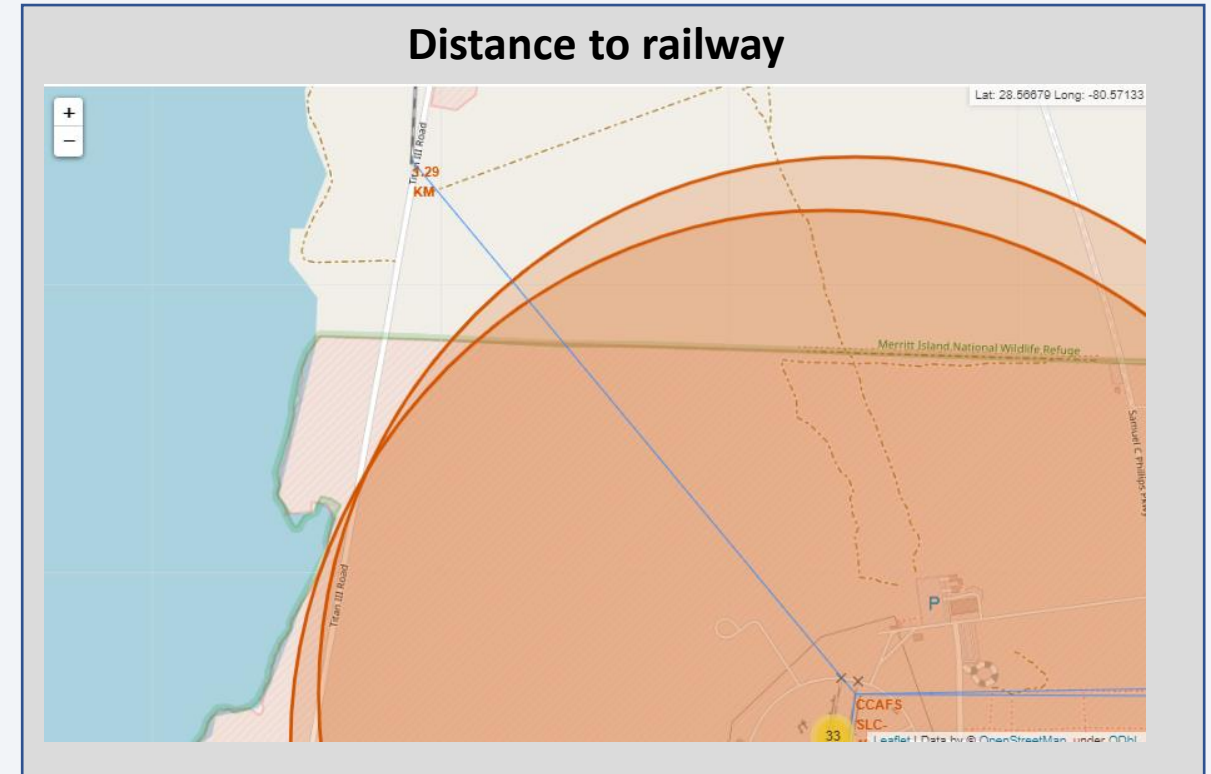 Distance to railway
+
Lat: 28.56679 Long: -80.57133
−
Titan III Road
3.29
KM
Merritt Island National Wildlife Refuge
Samuel C Phillips Pkwy
Titan III Road
P
CCAFS
SLC-
33
Leaflet | Data by © OpenStreetMap, under ODbL